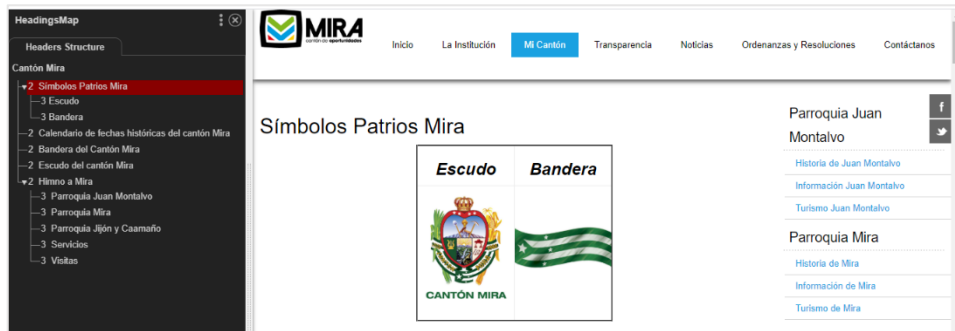 HeadingsMap
Headers Structure
Cantón Mira
2 Símbolos Patrios Mira
3 Escudo
3 Bandera
2 Calendario de fechas históricas del cantón Mira
2 Bandera del Cantón Mira
2 Escudo del cantón Mira
2 Himno a Mira
3 Parroquia Juan Montalvo
3 Parroquia Mira
3 Parroquia Jijón y Caamaño
3 Servicios
3 Visitas
MIRA
cantón de oportunidades
Inicio La Institución Mi Cantón Transparencia Noticias Ordenanzas y Resoluciones Contáctanos
Símbolos Patrios Mira
Escudo Bandera
CANTÓN MIRA
Parroquia Juan
Montalvo
Historia de Juan Montalvo
Información Juan Montalvo
Turismo Juan Montalvo
Parroquia Mira
Historia de Mira
Información de Mira
Turismo de Mira
f